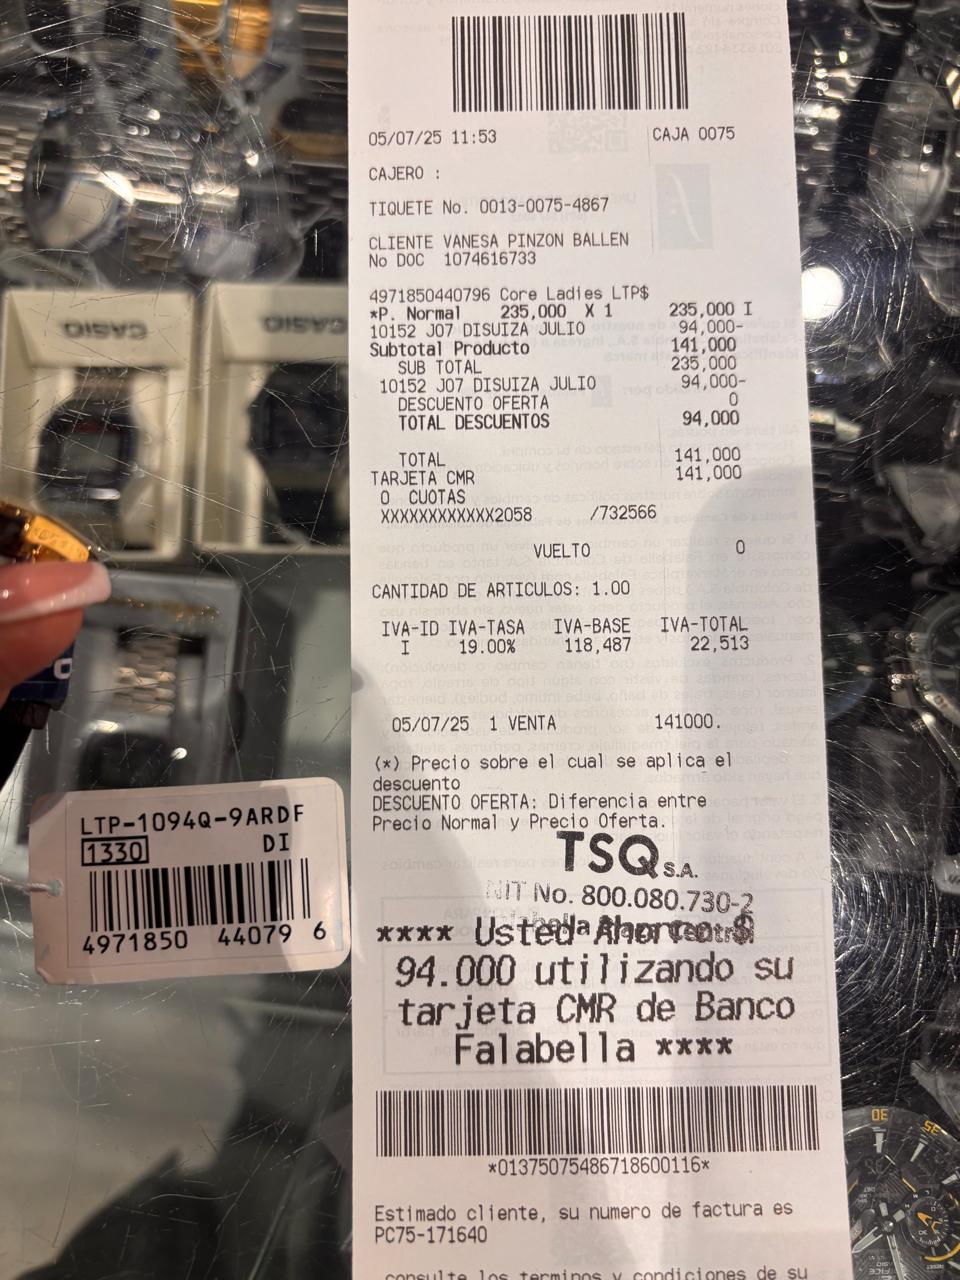 05/07/25 11:53 CAJA 0075
CAJERO :
TIQUETE No. 0013-0075-4867
CLIENTE VANESA PINZON BALLEN
No DOC 1074616733
4971850440796 Core Ladies LTP$
*P. Normal 235,000 X 1 235,000 I
10152 J07 DISUIZA JULIO 94,000-
Subtotal Producto 141,000
SUB TOTAL 235,000
10152 J07 DISUIZA JULIO 94,000-
DESCUENTO OFERTA 0
TOTAL DESCUENTOS 94,000
TOTAL 141,000
TARJETA CMR 141,000
0 CUOTAS
XXXXXXXXXXXX2058 /732566
VUELTO 0
CANTIDAD DE ARTICULOS: 1.00
IVA-ID IVA-TASA IVA-BASE IVA-TOTAL
I 19.00% 118,487 22,513
05/07/25 1 VENTA 141000.
(*) Precio sobre el cual se aplica el
descuento
DESCUENTO OFERTA: Diferencia entre
Precio Normal y Precio Oferta.
TSQ S.A.
NIT No. 800.080.730-2
**** Usted Ahorro $
94.000 utilizando su
tarjeta CMR de Banco
Falabella ****
*01375075486718600116*
Estimado cliente, su numero de factura es
PC75-171640
consulte los terminos y condiciones de su
CASIO
CASIO
LTP-1094Q-9ARDF
1330 DI
4971850 44079 6